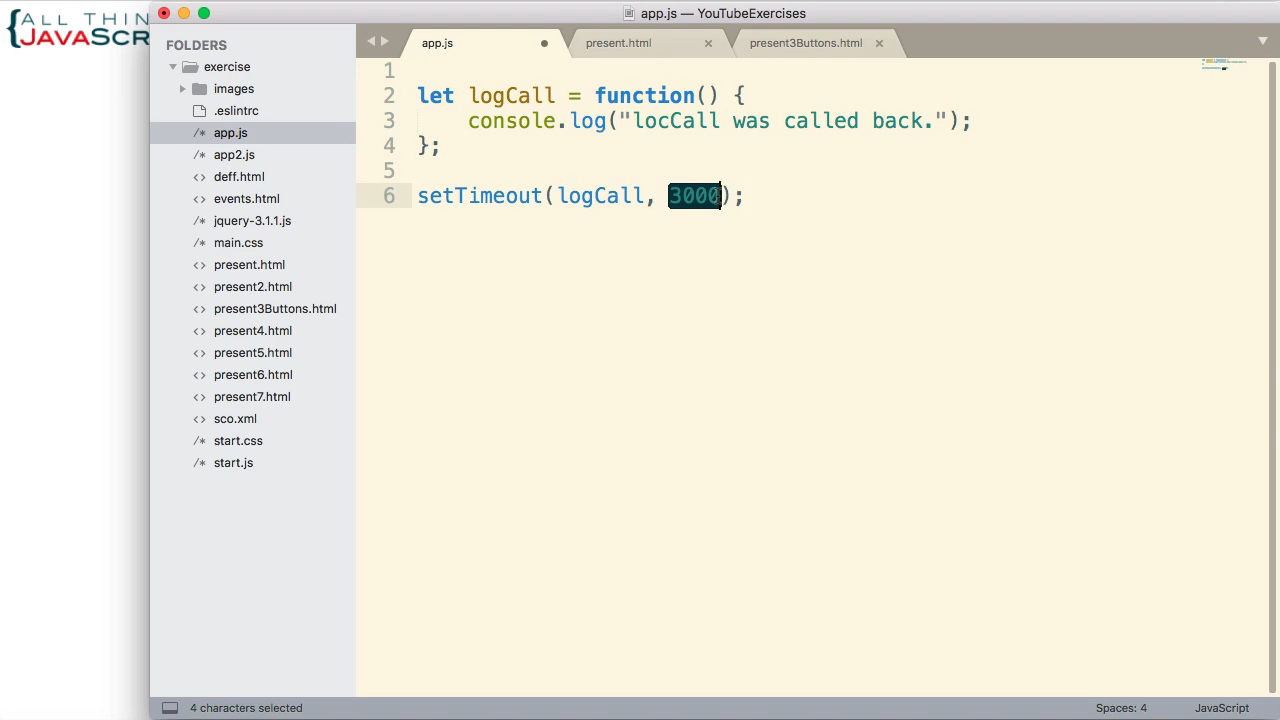 {ALL THIN
JAVASCR
app.js — YouTubeExercises
FOLDERS
exercise
images
.eslintrc
/* app.js
/* app2.js
<> deff.html
<> events.html
/* jquery-3.1.1.js
/* main.css
<> present.html
<> present2.html
<> present3Buttons.html
<> present4.html
<> present5.html
<> present6.html
<> present7.html
<> sco.xml
/* start.css
/* start.js
app.js
present.html
present3Buttons.html
1
2 let logCall = function() {
3 console.log("locCall was called back.");
4 };
5
6 setTimeout(logCall, 3000);
4 characters selected
Spaces: 4
JavaScript